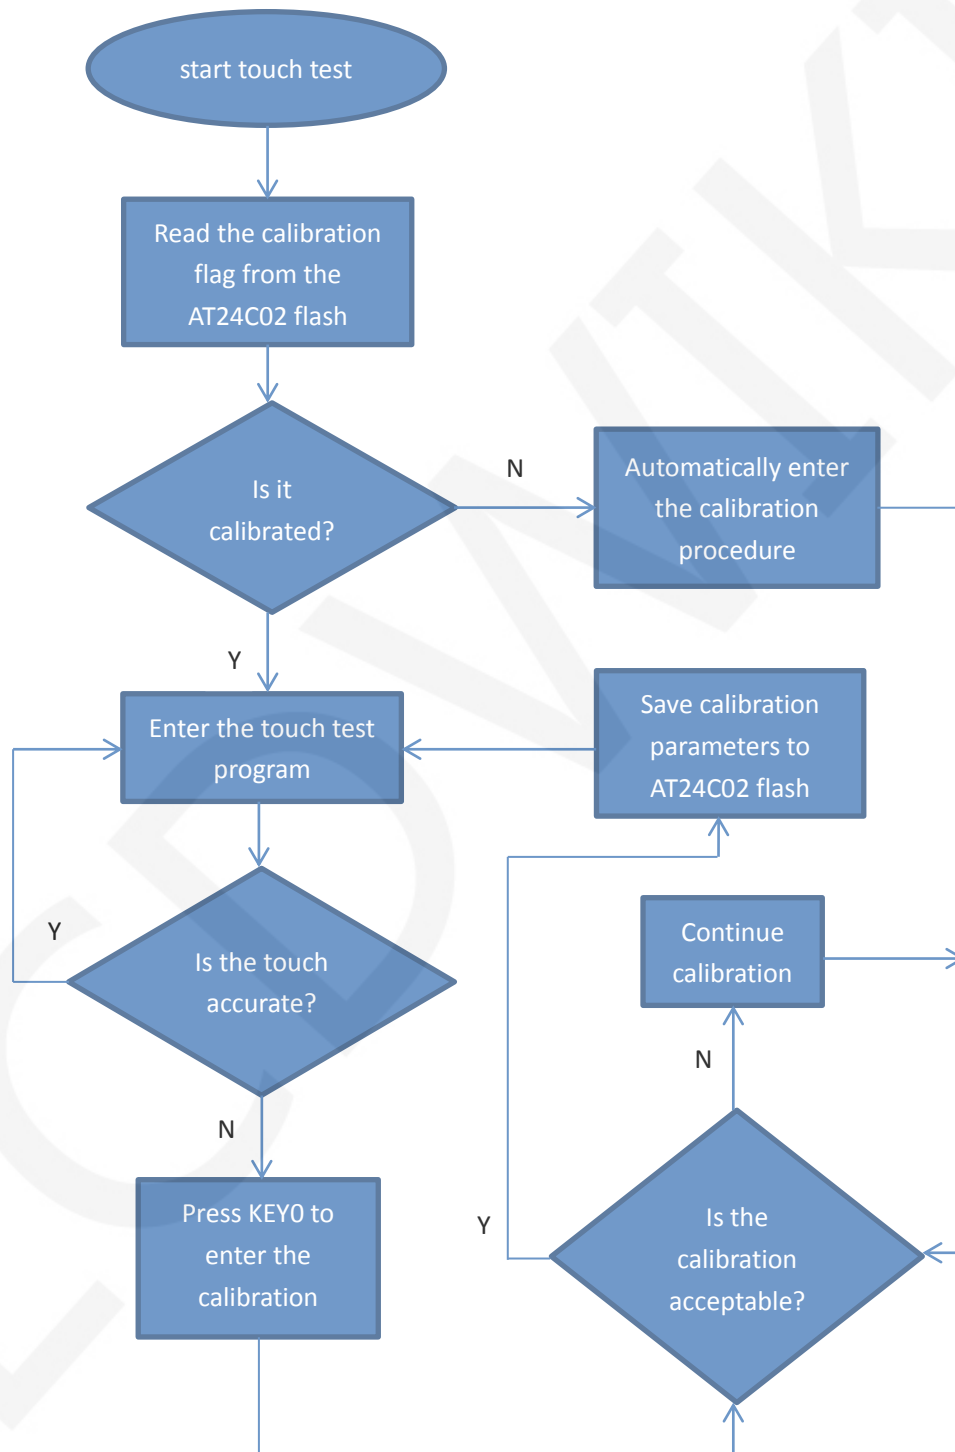 start touch test
Read the calibration
flag from the
AT24C02 flash
Is it
calibrated?
N
Automatically enter
the calibration
procedure
Y
Enter the touch test
program
Save calibration
parameters to
AT24C02 flash
Y
Is the touch
accurate?
Continue
calibration
N
N
Press KEY0 to
enter the
calibration
Y
Is the
calibration
acceptable?